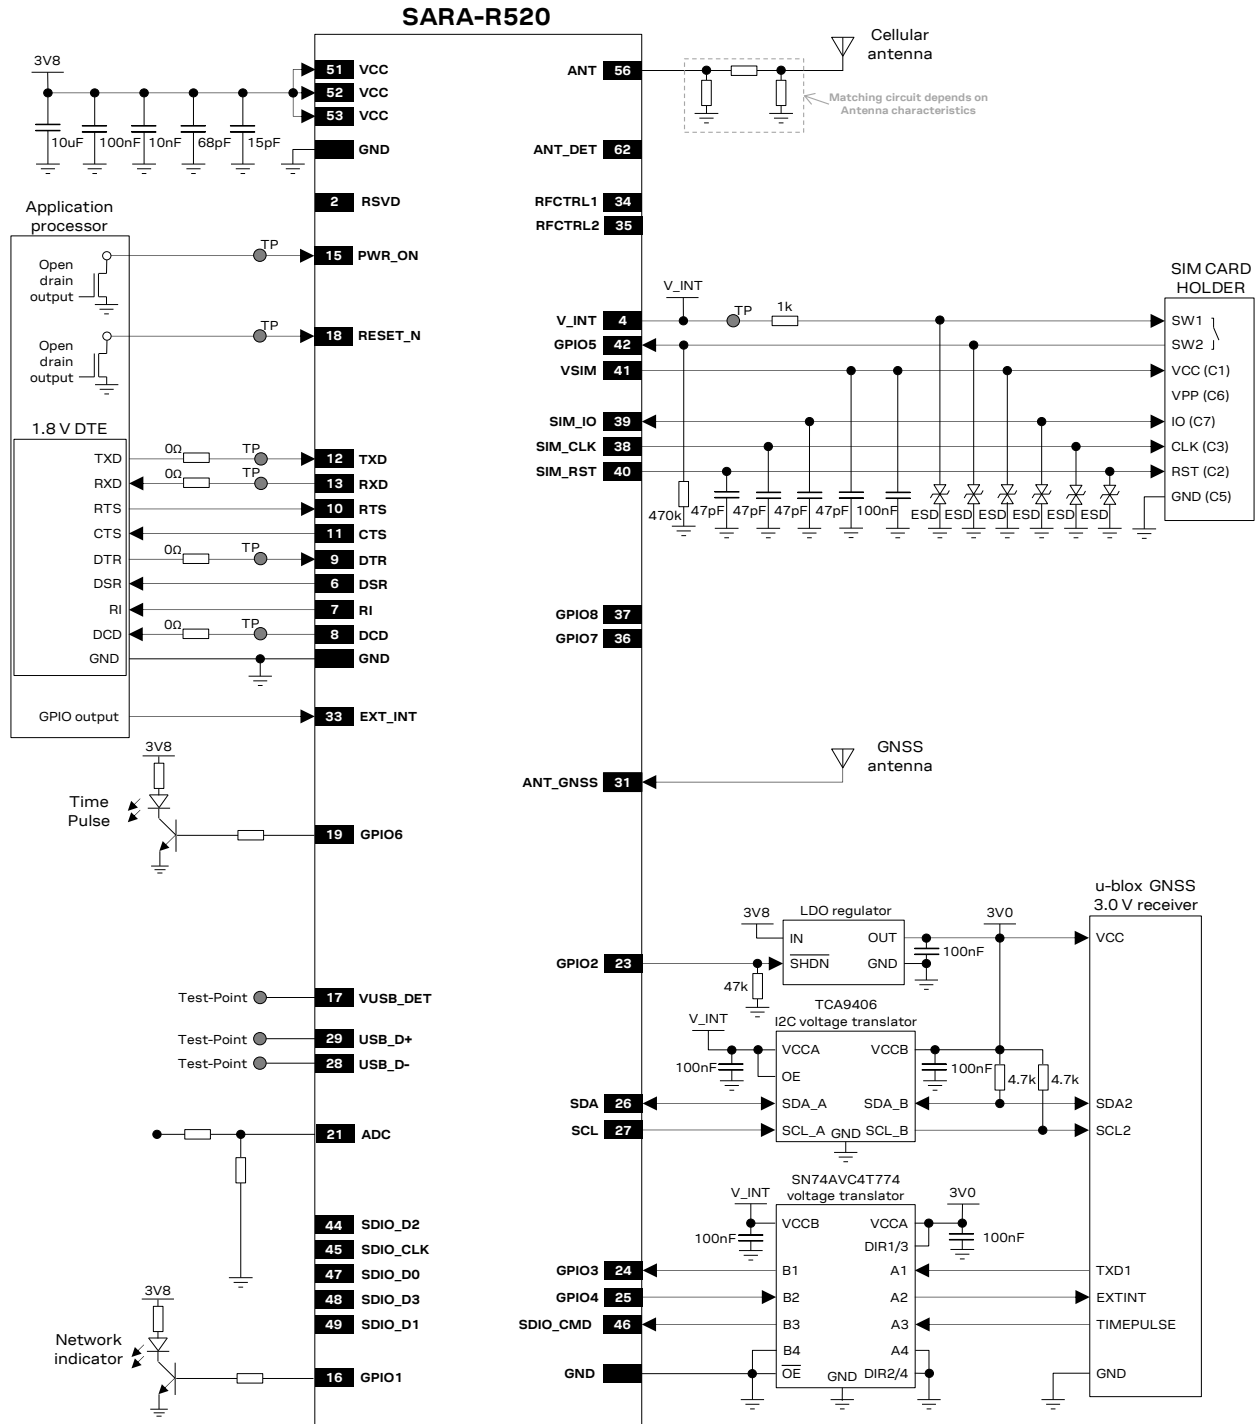 SARA-R520
3V8
10uF
100nF
10nF
68pF
15pF
51 VCC
52 VCC
53 VCC
GND
2 RSVD
Application
processor
Open
drain
output
TP
15 PWR_ON
Open
drain
output
TP
18 RESET_N
1.8 V DTE
TXD 0Ω TP 12 TXD
RXD 0Ω TP 13 RXD
RTS 10 RTS
CTS 11 CTS
DTR 0Ω TP 9 DTR
DSR 6 DSR
RI 7 RI
DCD 0Ω TP 8 DCD
GND GND
GPIO output 33 EXT_INT
3V8
Time
Pulse
19 GPIO6
Test-Point 17 VUSB_DET
Test-Point 29 USB_D+
Test-Point 28 USB_D-
21 ADC
44 SDIO_D2
45 SDIO_CLK
47 SDIO_D0
48 SDIO_D3
49 SDIO_D1
3V8
Network
indicator
16 GPIO1
Cellular
antenna
ANT 56
Matching circuit depends on
Antenna characteristics
ANT_DET 62
RFCTRL1 34
RFCTRL2 35
SIM CARD
HOLDER
V_INT
V_INT 4 TP 1k SW1
GPIO5 42 SW2
VSIM 41 VCC (C1)
VPP (C6)
SIM_IO 39 IO (C7)
SIM_CLK 38 CLK (C3)
SIM_RST 40 RST (C2)
GND (C5)
470k 47pF 47pF 47pF 47pF 100nF ESD ESD ESD ESD ESD ESD
GPIO8 37
GPIO7 36
GNSS
antenna
ANT_GNSS 31
u-blox GNSS
3.0 V receiver
LDO regulator
3V8
3V0
IN OUT VCC
100nF
GPIO2 23 SHDN GND
47k
TCA9406
I2C voltage translator
V_INT
VCCA VCCB
100nF
100nF
4.7k
4.7k
OE
SDA 26 SDA_A SDA_B SDA2
SCL 27 SCL_A GND SCL_B SCL2
SN74AVC4T774
voltage translator
V_INT
3V0
VCCB VCCA
100nF
100nF
DIR1/3
GPIO3 24 B1 A1 TXD1
GPIO4 25 B2 A2 EXTINT
SDIO_CMD 46 B3 A3 TIMEPULSE
B4 A4
GND OE GND DIR2/4 GND